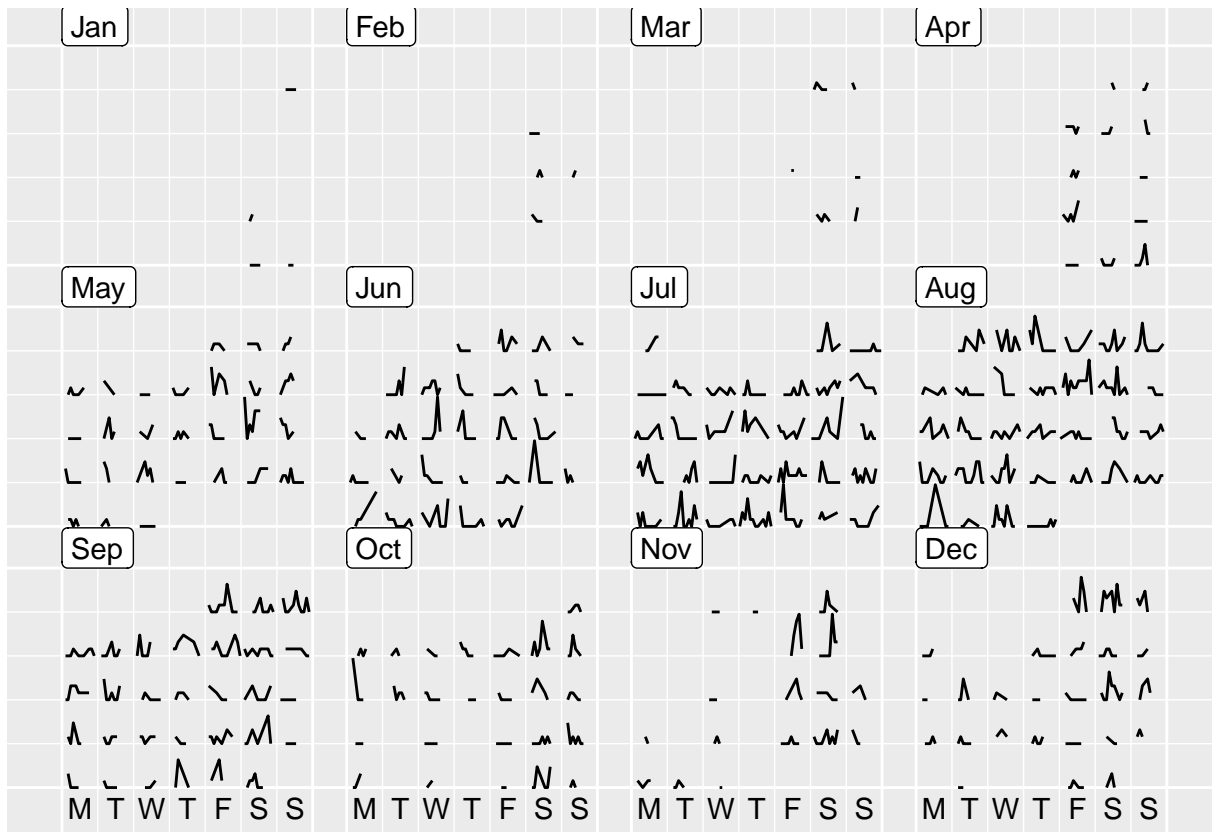 Jan Feb Mar Apr
May Jun Jul Aug
Sep Oct Nov Dec
M T W T F S S M T W T F S S M T W T F S S M T W T F S S